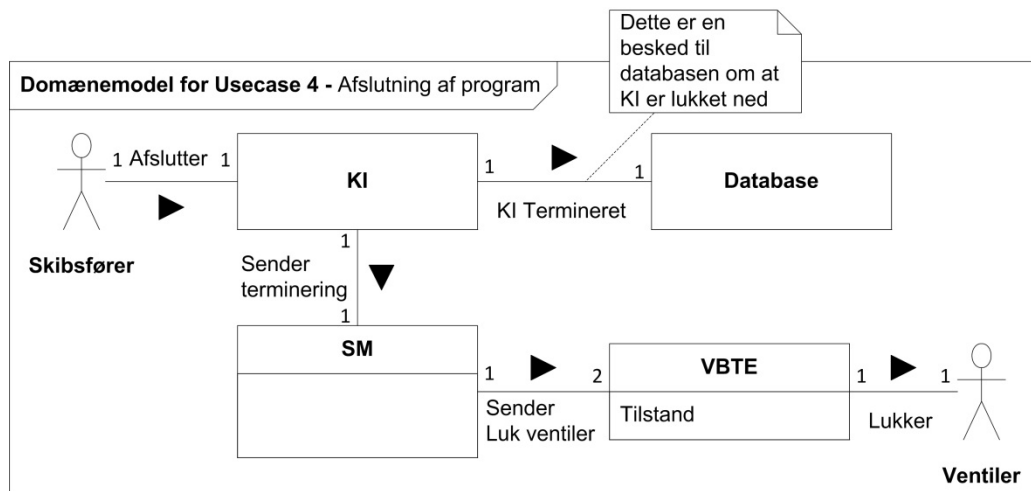 Dette er en
besked til
databasen om at
KI er lukket ned
Domænemodel for Usecase 4 - Afslutning af program
1 Afslutter 1
KI
1
1
Database
KI Termineret
Skibsfører
1
Sender
terminering
1
SM
1
2
VBTE
1
1
Sender
Luk ventiler
Tilstand
Lukker
Ventiler